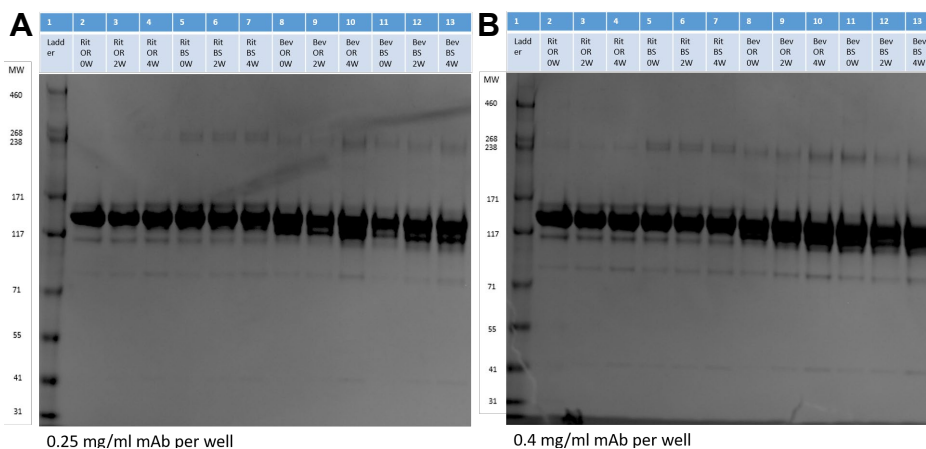 A
1 2 3 4 5 6 7 8 9 10 11 12 13
Ladd Rit Rit Rit Rit Rit Rit Bev Bev Bev Bev Bev Bev
er OR OR OR BS BS BS OR OR OR BS BS BS
0W 2W 4W 0W 2W 4W 0W 2W 4W 0W 2W 4W
MW
460
268
238
171
117
71
55
41
31
0.25 mg/ml mAb per well
B
1 2 3 4 5 6 7 8 9 10 11 12 13
Ladd Rit Rit Rit Rit Rit Rit Bev Bev Bev Bev Bev Bev
er OR OR OR BS BS BS OR OR OR BS BS BS
0W 2W 4W 0W 2W 4W 0W 2W 4W 0W 2W 4W
MW
460
268
238
171
117
71
55
41
31
0.4 mg/ml mAb per well